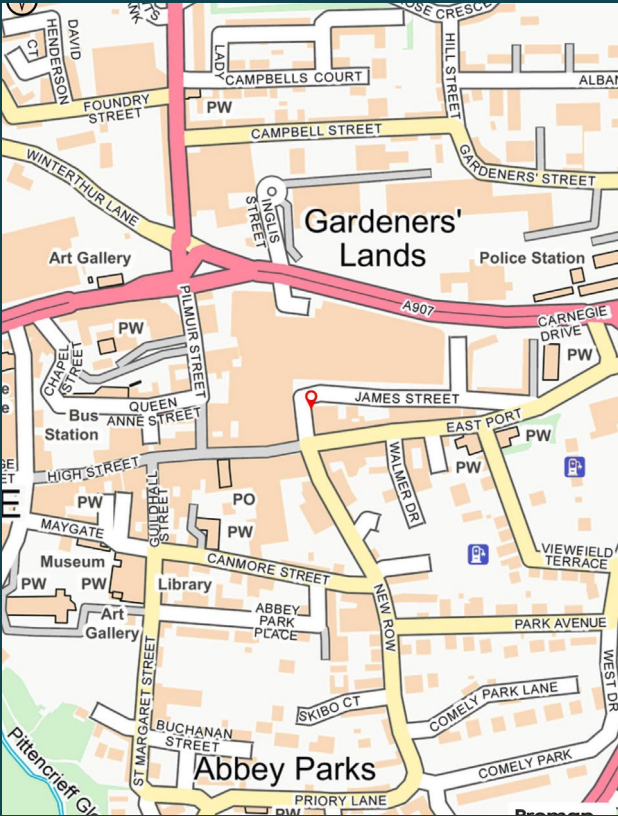 DAVID
HENDERSON
CT
LADY
CAMPBELLS COURT
HILL STREET
PW
FOUNDRY
STREET
CAMPBELL STREET
GARDENERS' STREET
WINTERTHUR LANE
INGLIS
STREET
Gardeners'
Lands
Art Gallery
Police Station
A907
CARNEGIE
DRIVE
PILMUIR STREET
PW
PW
CHAPEL
STREET
JAMES STREET
QUEEN
ANNE STREET
Bus
Station
EAST PORT
PW
PW
WALMER DR
HIGH STREET
GUILDHALL
STREET
PO
PW
PW
MAYGATE
CANMORE STREET
VIEWFIELD
TERRACE
Museum
PW
PW
Library
Art
Gallery
ABBEY
PARK
PLACE
NEW ROW
PARK AVENUE
WEST DR
ST MARGARET STREET
SKIBO CT
COMELY PARK LANE
BUCHANAN
STREET
COMELY PARK
Abbey Parks
PRIORY LANE